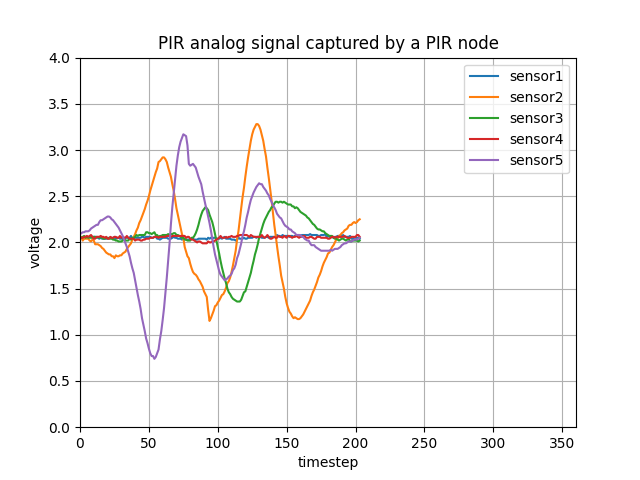 PIR analog signal captured by a PIR node
4.0
3.5
3.0
2.5
2.0
1.5
1.0
0.5
0.0
voltage
sensor1
sensor2
sensor3
sensor4
sensor5
0 50 100 150 200 250 300 350
timestep